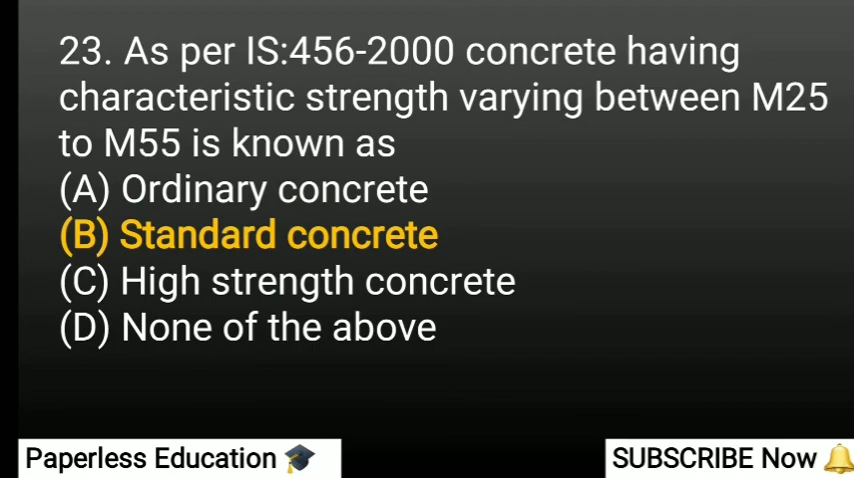 23. As per IS:456-2000 concrete having
characteristic strength varying between M25
to M55 is known as
(A) Ordinary concrete
(B) Standard concrete
(C) High strength concrete
(D) None of the above
Paperless Education
SUBSCRIBE Now